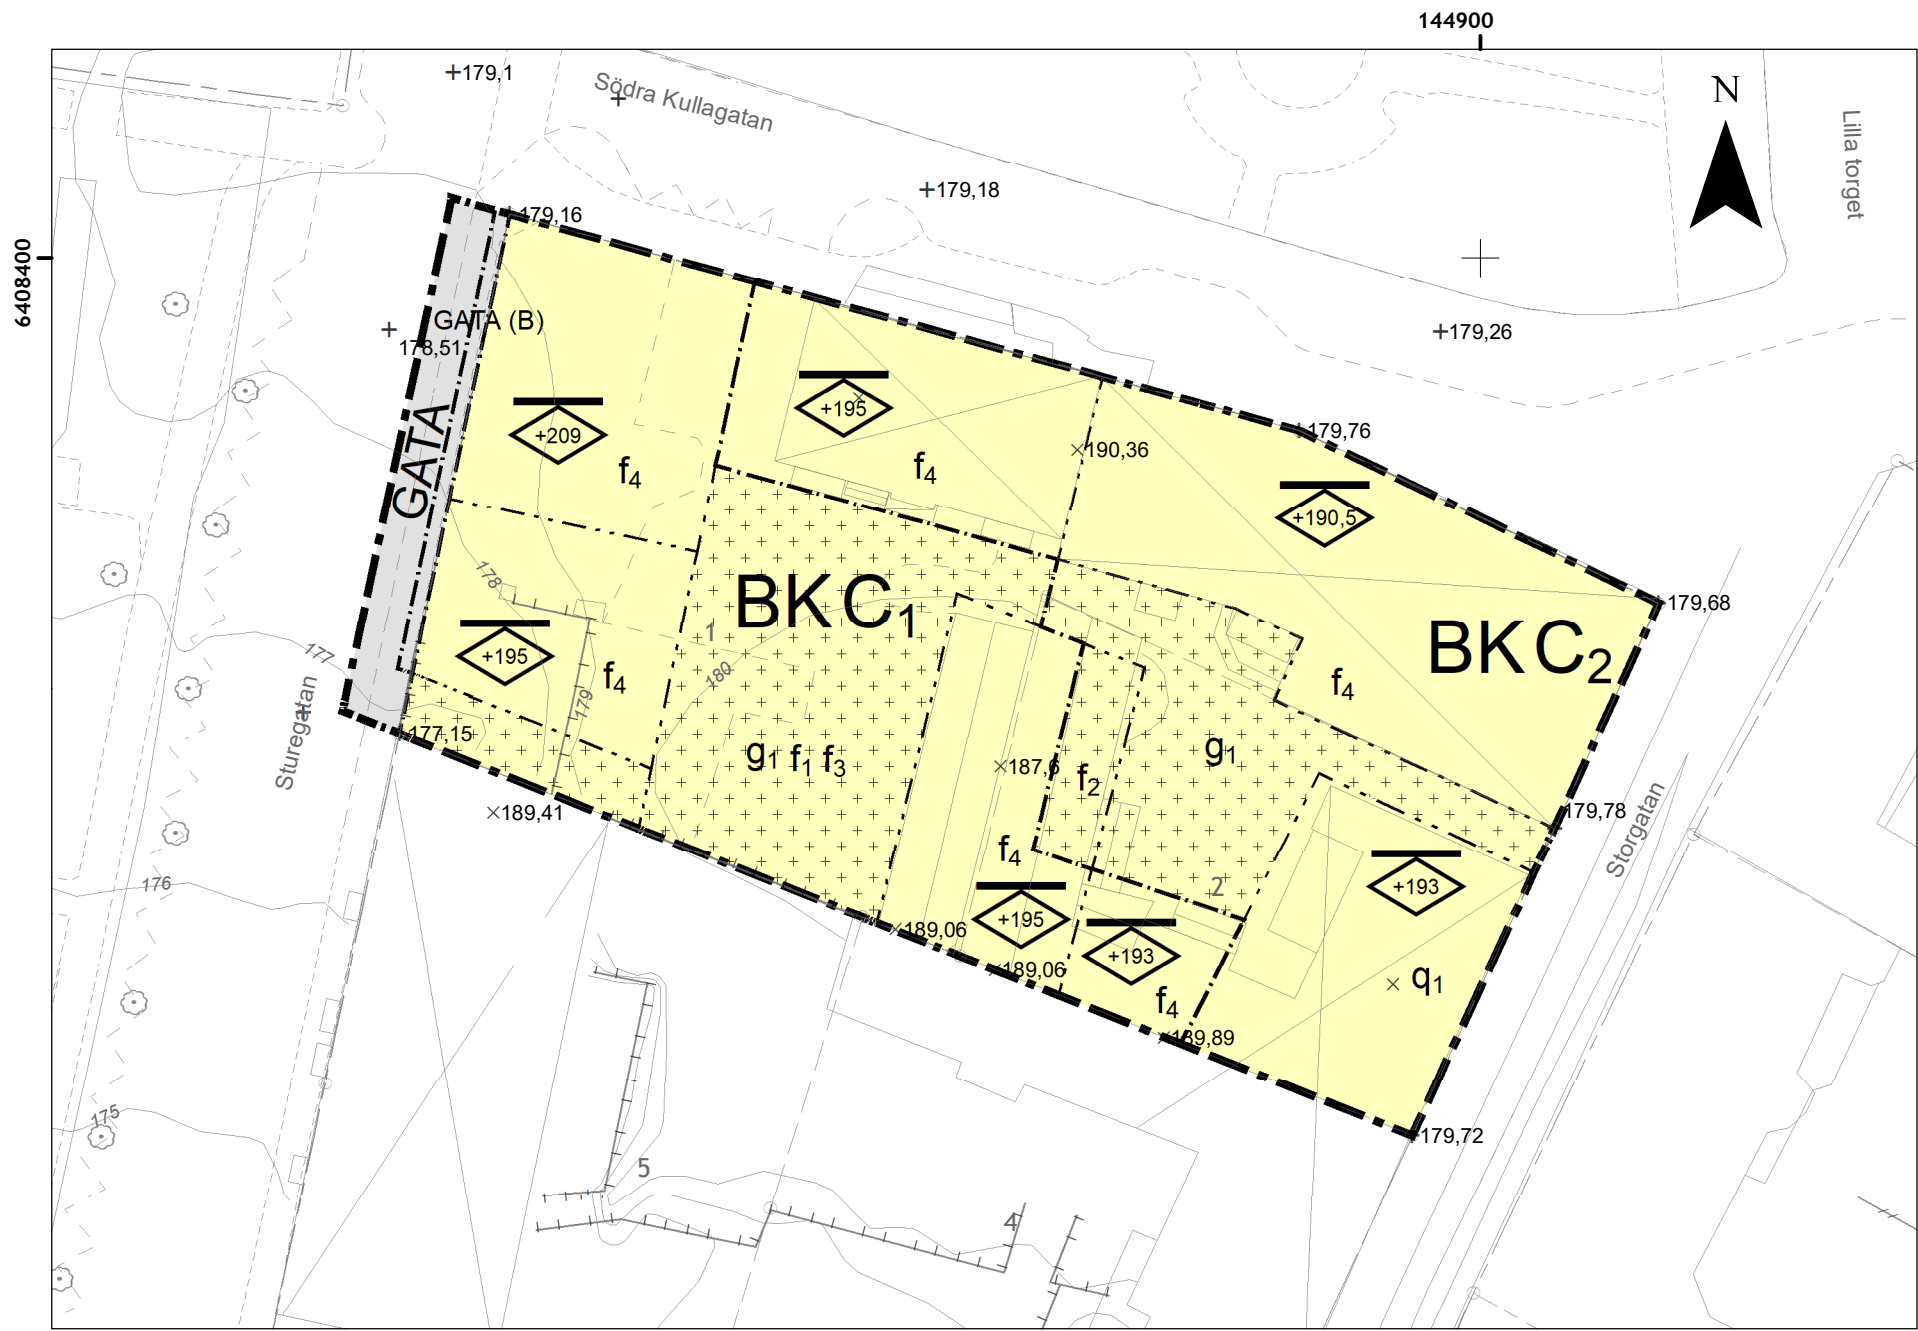 144900
+179,1
Södra Kullagatan
N
Lilla torget
+179,18
179,16
6408400
GATA (B)
178,51
+179,26
+195
+209
179,76
GATA
f4
f4
190,36
+190,5
178
BKC1
179,68
1
BKC2
177
+195
f4
180
f4
179
Sturegatan
177,15
g1 f1 f3
187,6
f2
g1
189,41
179,78
Storgatan
f4
176
2
+193
+195
189,06
+193
189,06
q1
f4
189,89
175
179,72
5
4